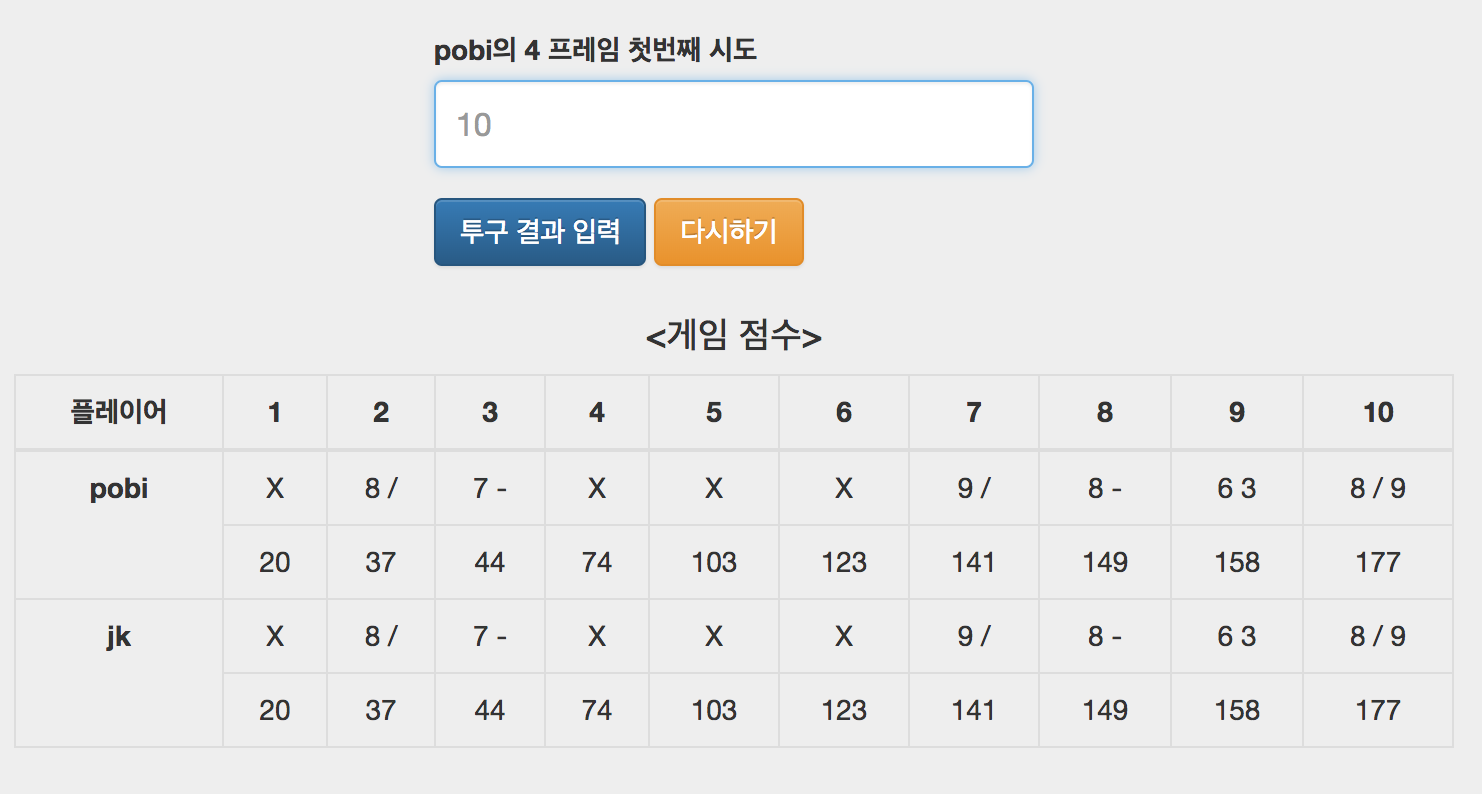 pobi의 4 프레임 첫번째 시도
10
투구 결과 입력 다시하기
<게임 점수>
플레이어 1 2 3 4 5 6 7 8 9 10
pobi X 8 / 7 - X X X 9 / 8 - 6 3 8 / 9
20 37 44 74 103 123 141 149 158 177
jk X 8 / 7 - X X X 9 / 8 - 6 3 8 / 9
20 37 44 74 103 123 141 149 158 177